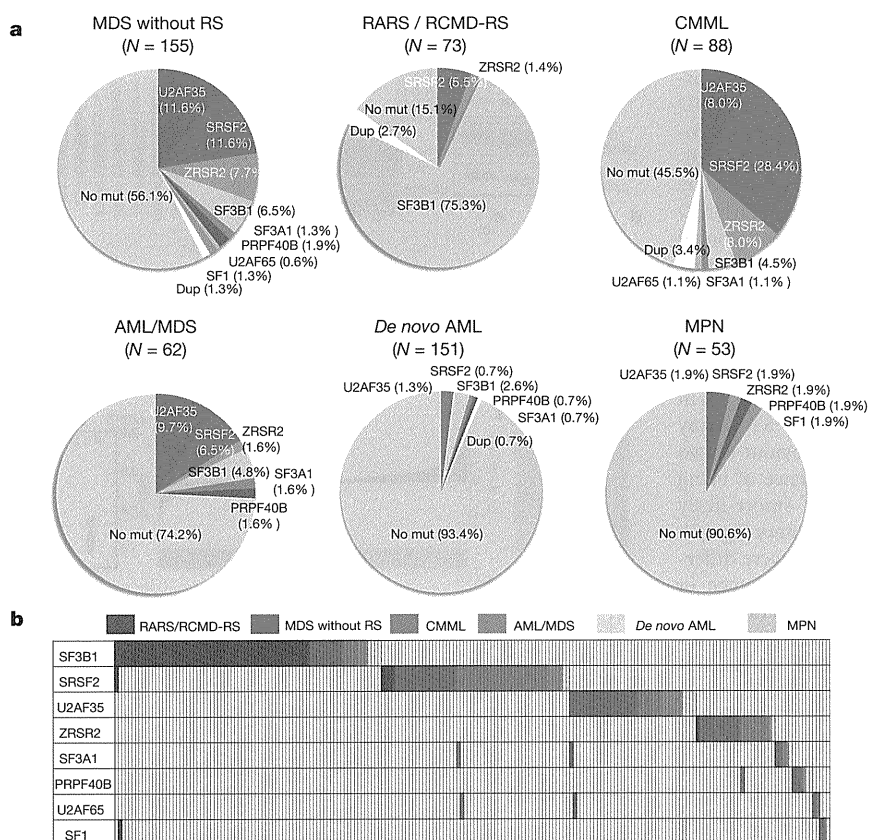 a
MDS without RS
(N = 155)
U2AF35
(11.6%)
SRSF2
(11.6%)
ZRSR2 (7.7%
No mut (56.1%)
SF3B1 (6.5%)
SF3A1 (1.3% )
PRPF40B (1.9%)
U2AF65 (0.6%)
SF1 (1.3%)
Dup (1.3%)
RARS / RCMD-RS
(N = 73)
ZRSR2 (1.4%)
SRSF2 (5.5%)
No mut (15.1%)
Dup (2.7%)
SF3B1 (75.3%)
CMML
(N = 88)
U2AF35
(8.0%)
SRSF2 (28.4%)
No mut (45.5%)
ZRSR2
(8.0%)
Dup (3.4%)
SF3B1 (4.5%)
U2AF65 (1.1%) SF3A1 (1.1% )
AML/MDS
(N = 62)
U2AF35
(9.7%)
SRSF2
(6.5%)
ZRSR2
(1.6%)
SF3B1 (4.8%)
SF3A1
(1.6% )
PRPF40B
(1.6% )
No mut (74.2%)
De novo AML
(N = 151)
SRSF2 (0.7%)
U2AF35 (1.3%)
SF3B1 (2.6%)
PRPF40B (0.7%)
SF3A1 (0.7%)
Dup (0.7%)
No mut (93.4%)
MPN
(N = 53)
U2AF35 (1.9%) SRSF2 (1.9%)
ZRSR2 (1.9%)
PRPF40B (1.9%)
SF1 (1.9%)
No mut (90.6%)
b
RARS/RCMD-RS MDS without RS CMML AML/MDS De novo AML MPN
SF3B1
SRSF2
U2AF35
ZRSR2
SF3A1
PRPF40B
U2AF65
SF1